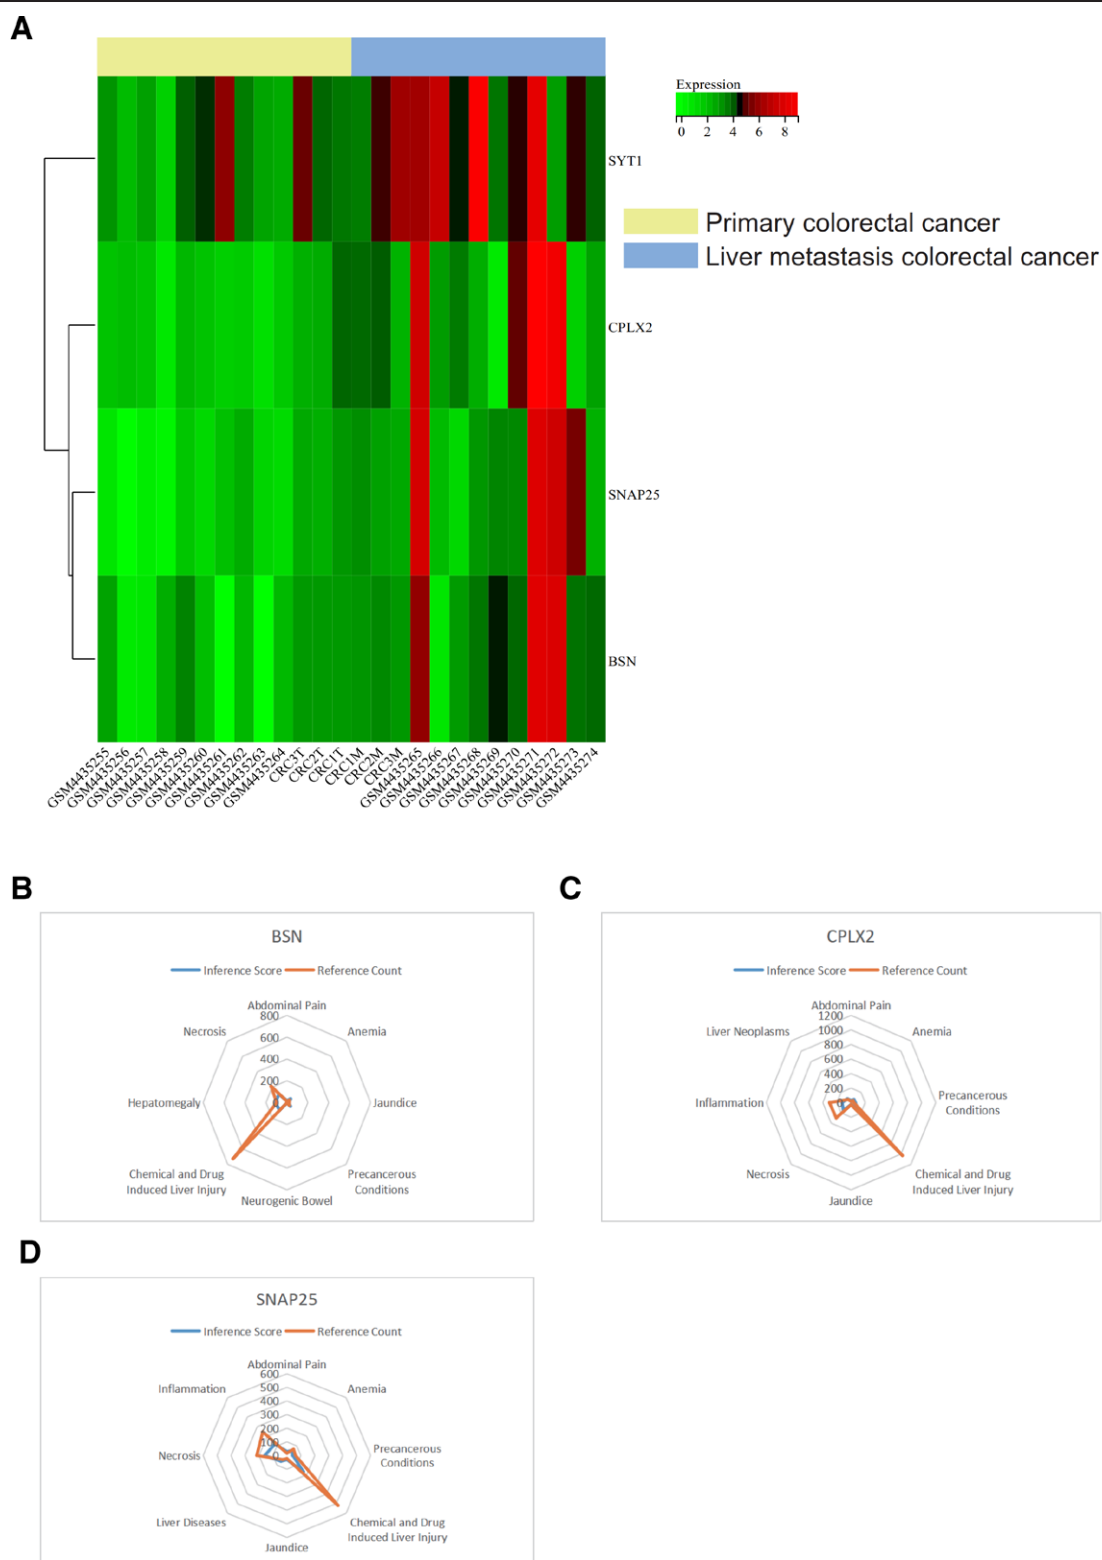 A
Expression
0 2 4 6 8
SYT1
Primary colorectal cancer
Liver metastasis colorectal cancer
CPLX2
SNAP25
BSN
GSM4435255
GSM4435256
GSM4435257
GSM4435258
GSM4435259
GSM4435260
GSM4435261
GSM4435262
GSM4435263
GSM4435264
CRC3T
CRC2T
CRC1T
CRC1M
CRC2M
CRC3M
GSM4435265
GSM4435266
GSM4435267
GSM4435268
GSM4435269
GSM4435270
GSM4435271
GSM4435272
GSM4435273
GSM4435274
B
BSN
Inference Score Reference Count
Abdominal Pain
800
Necrosis
Anemia
600
400
200
Hepatomegaly
0
Jaundice
Chemical and Drug
Induced Liver Injury
Precancerous
Conditions
Neurogenic Bowel
C
CPLX2
Inference Score Reference Count
Abdominal Pain
1200
Liver Neoplasms
1000
Anemia
800
600
400
200
Inflammation
0
Precancerous
Conditions
Necrosis
Chemical and Drug
Induced Liver Injury
Jaundice
D
SNAP25
Inference Score Reference Count
Abdominal Pain
600
Inflammation
500
Anemia
400
300
200
100
Necrosis
0
Precancerous
Conditions
Liver Diseases
Chemical and Drug
Induced Liver Injury
Jaundice